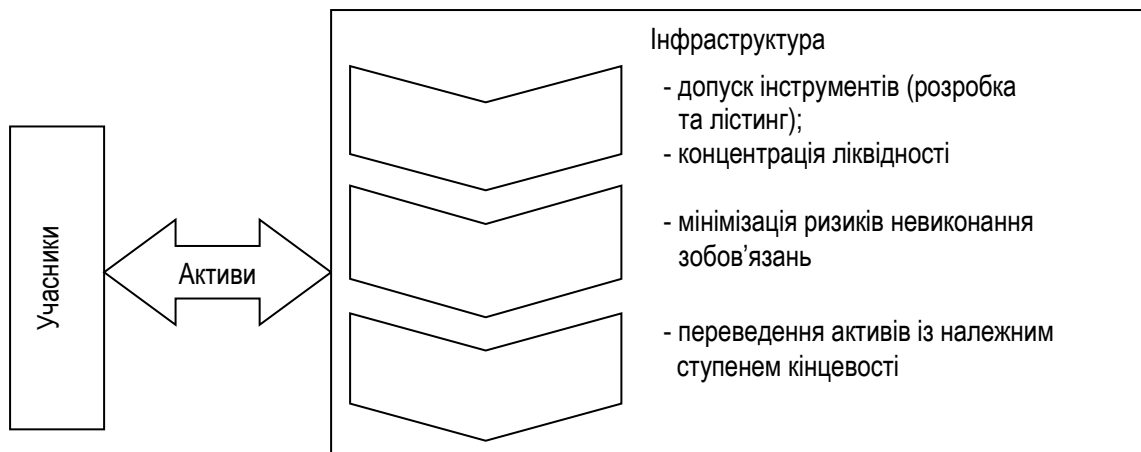 Інфраструктура
- допуск інструментів (розробка
та лістинг);
- концентрація ліквідності
- мінімізація ризиків невиконання
зобов’язань
- переведення активів із належним
ступенем кінцевості
Учасники
Активи